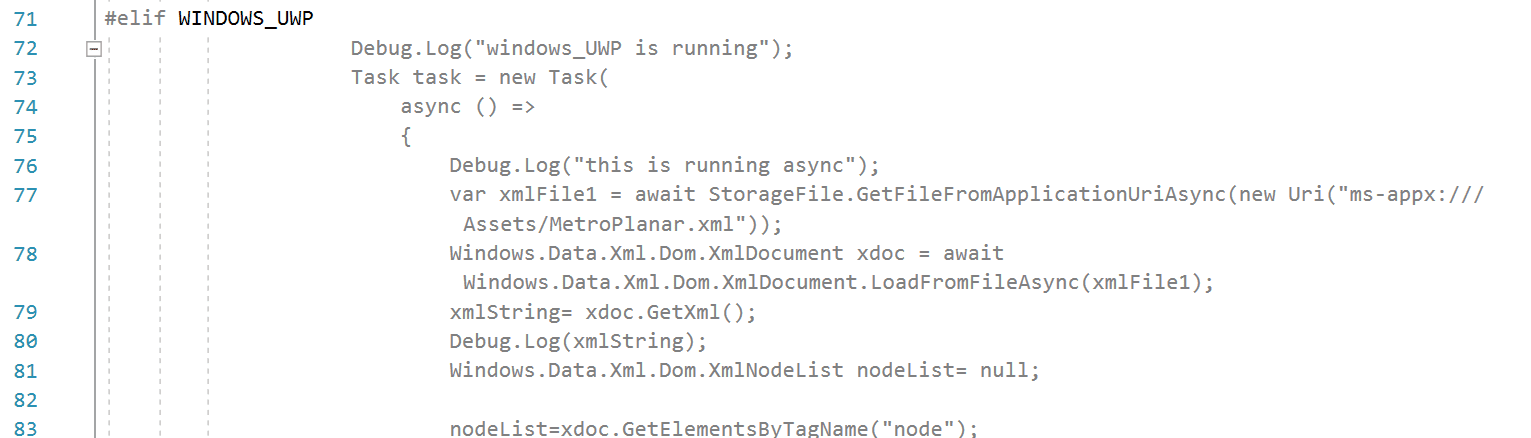 71 #elif WINDOWS_UWP
72 Debug.Log("windows_UWP is running");
73 Task task = new Task(
74 async () =>
75 {
76 Debug.Log("this is running async");
77 var xmlFile1 = await StorageFile.GetFileFromApplicationUriAsync(new Uri("ms-appx:///
Assets/MetroPlanar.xml"));
78 Windows.Data.Xml.Dom.XmlDocument xdoc = await
Windows.Data.Xml.Dom.XmlDocument.LoadFromFileAsync(xmlFile1);
79 xmlString= xdoc.GetXml();
80 Debug.Log(xmlString);
81 Windows.Data.Xml.Dom.XmlNodeList nodeList= null;
82
83 nodeList=xdoc.GetElementsByTagName("node");